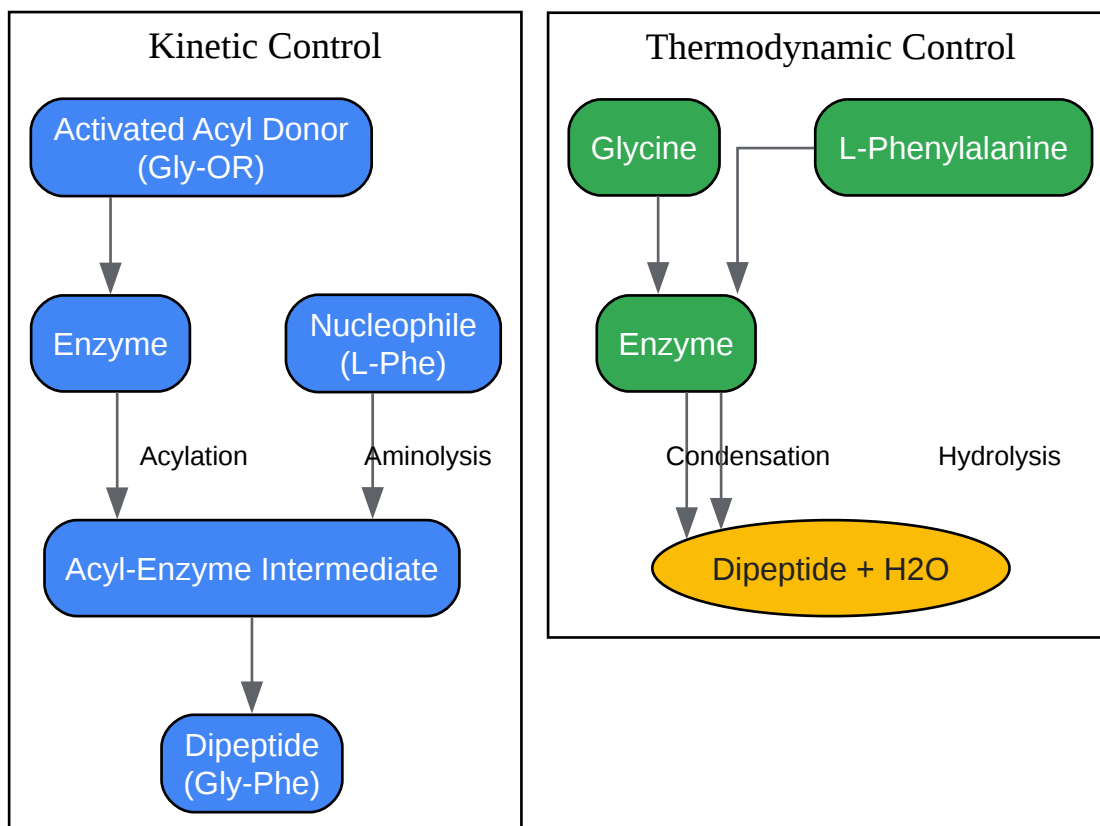 Kinetic Control
Activated Acyl Donor
(Gly-OR)
Enzyme
Nucleophile
(L-Phe)
Acylation
Aminolysis
Acyl-Enzyme Intermediate
Dipeptide
(Gly-Phe)
Thermodynamic Control
Glycine
L-Phenylalanine
Enzyme
Condensation
Hydrolysis
Dipeptide + H2O